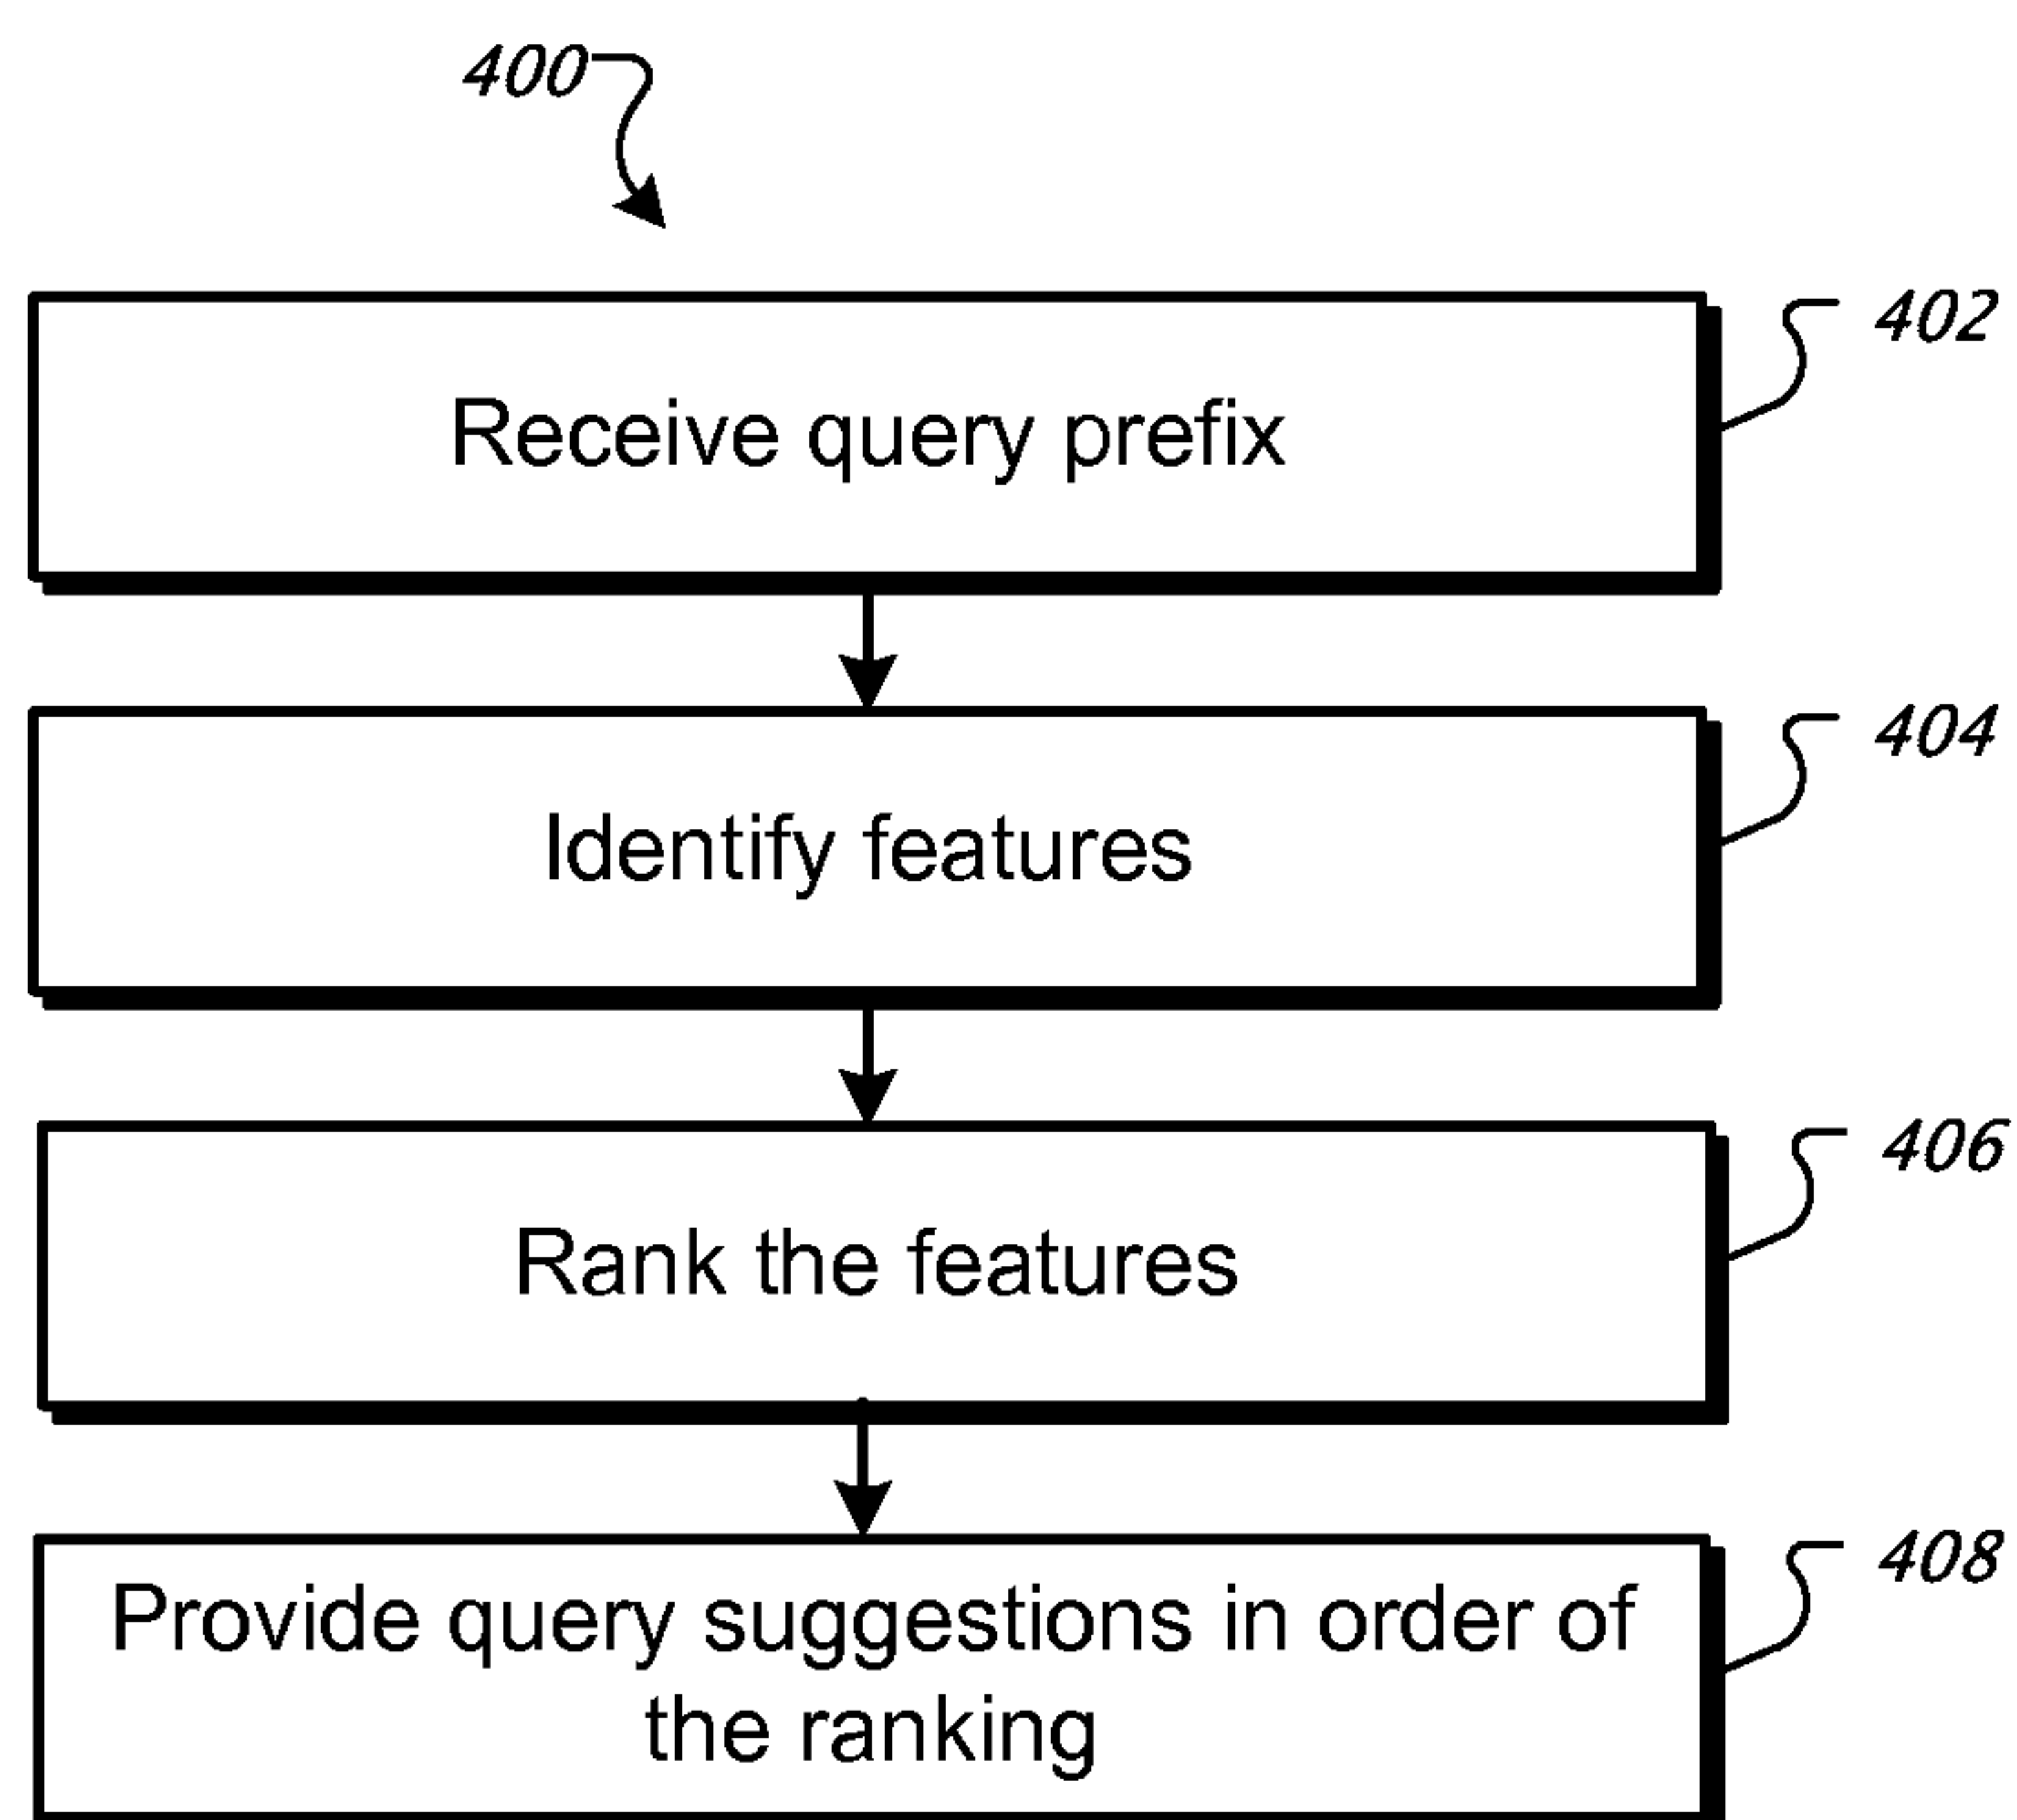 400
402
Receive query prefix
404
Identify features
406
Rank the features
408
Provide query suggestions in order of
the ranking